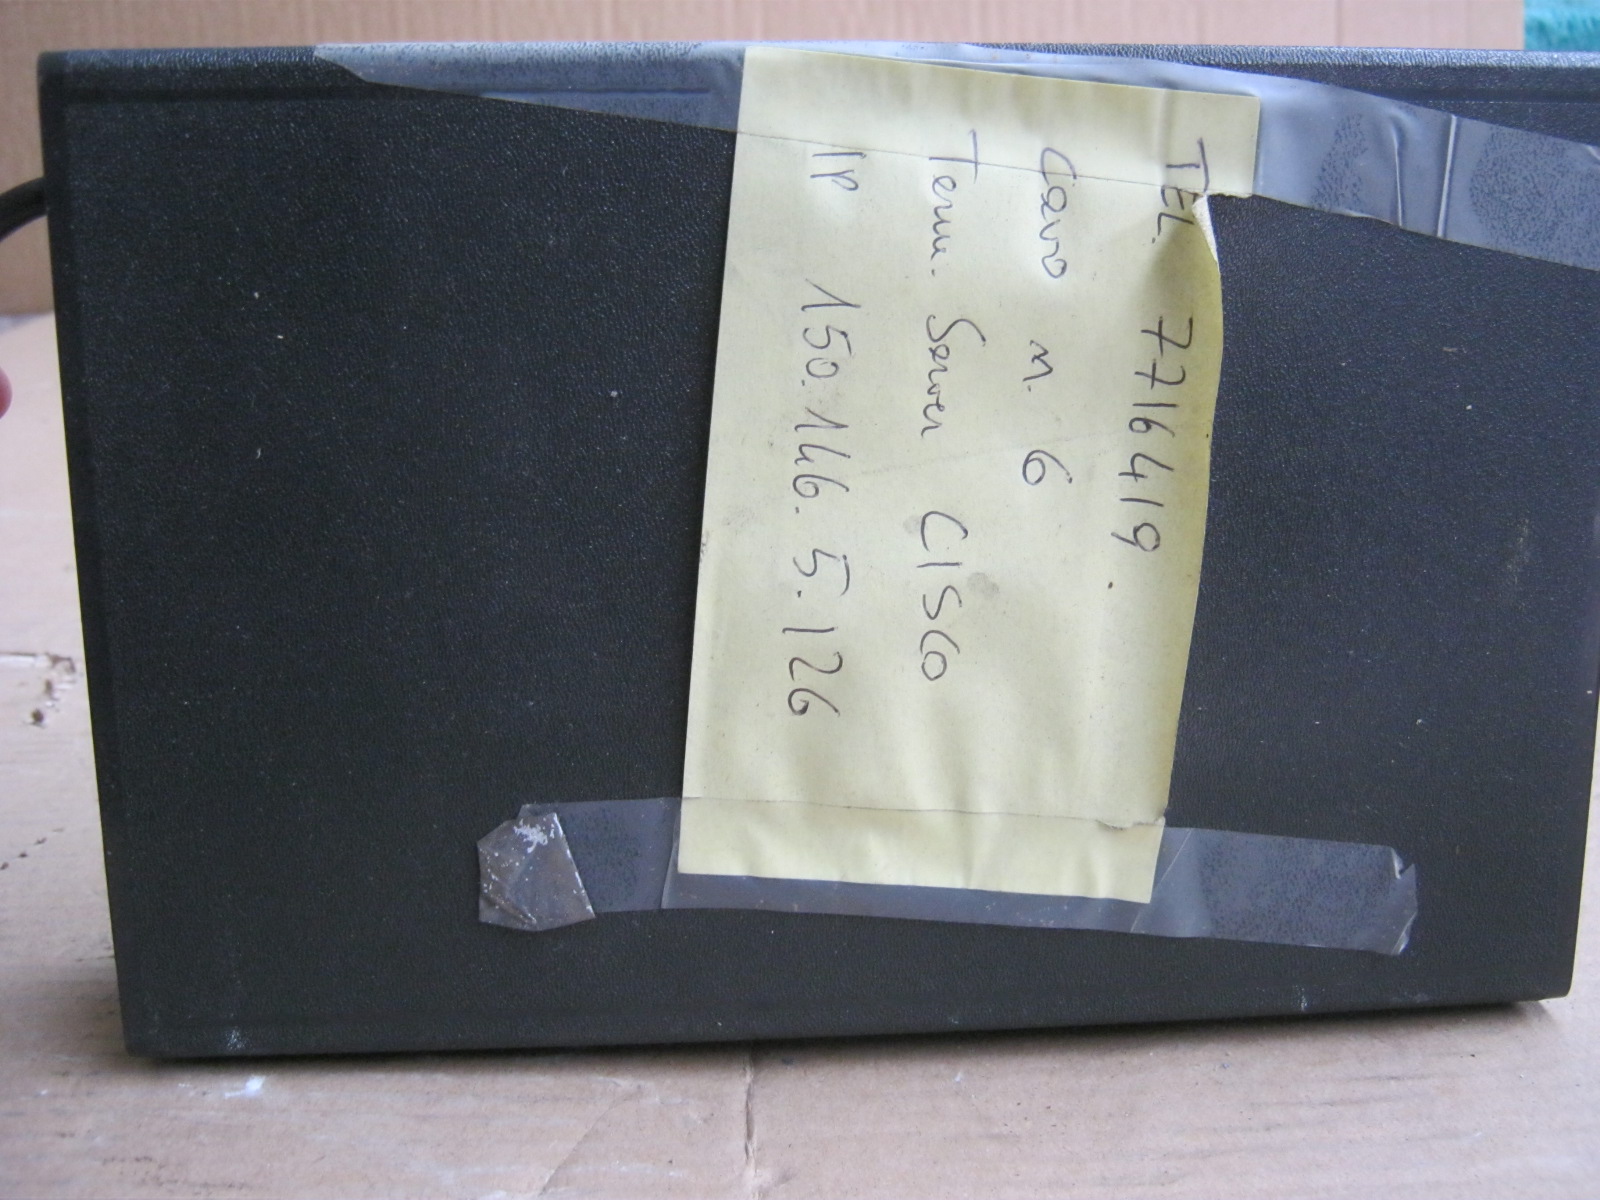 TEL. 7716419.
Cavo n. 6
Term. Server CISCO
IP 150.146.5.126